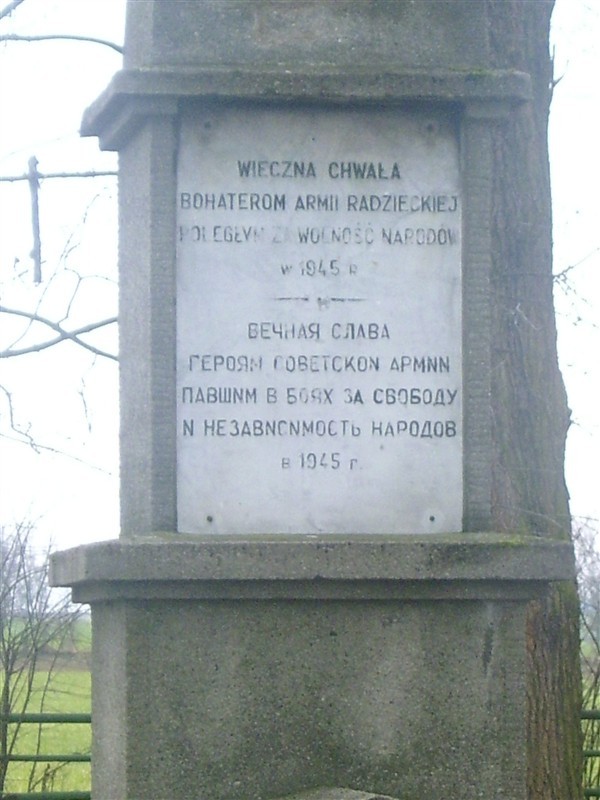 WIECZNA CHWAŁA
BOHATEROM ARMII RADZIECKIEJ
POLEGŁYM ZA WOLNOŚĆ NARODÓW
w 1945 R
ВЕЧНАЯ СЛАВА
ГЕРОЯМ СОВЕТСКОN АРМNN
ПАВШNМ В БОЯХ ЗА СВОБОДУ
N НЕЗАВNСNМОСТЬ НАРОДОВ
в 1945 г.